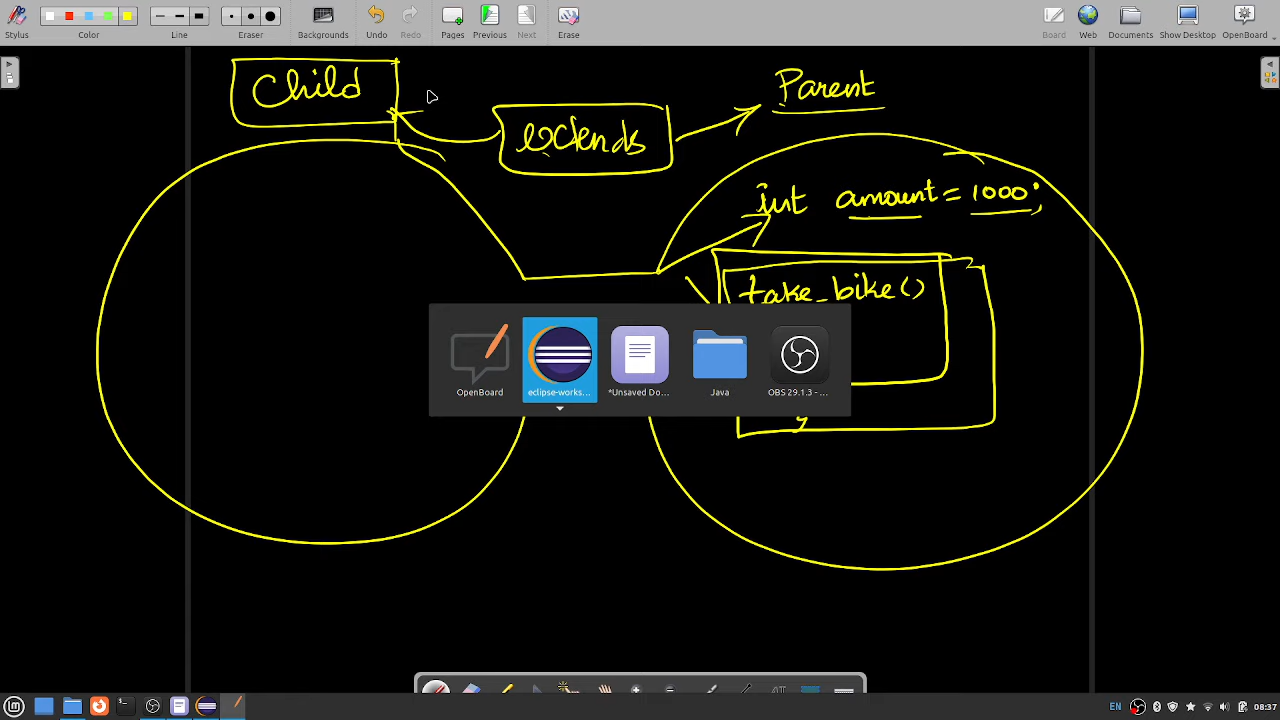 Stylus
Color
Line
Eraser
Backgrounds
Undo
Redo
Pages
Previous
Next
Erase
Board
Web
Documents
Show Desktop
OpenBoard
Child
extends
Parent
int amount = 1000;
take_bike()
OpenBoard
eclipse-works...
*Unsaved Do...
Java
OBS 29.1.3 - ...
EN
08:37